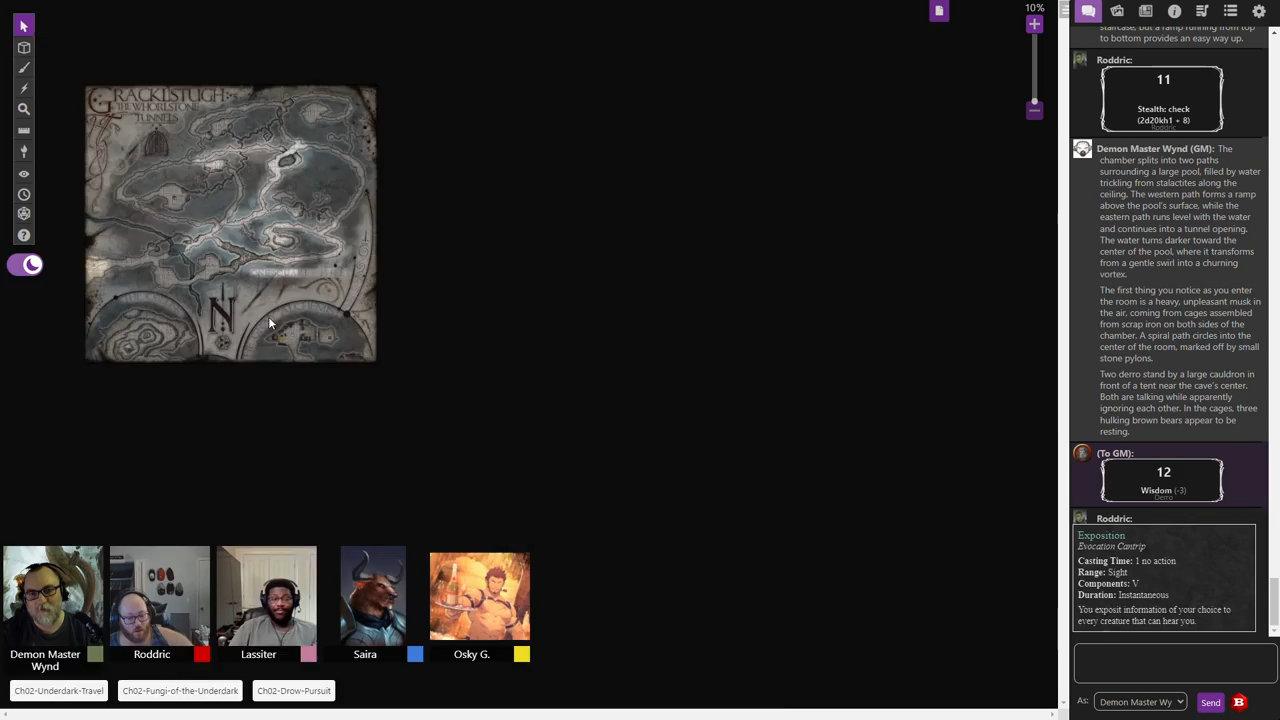 10%
GRACKLSTUGH:
THE WHORLSTONE
TUNNELS
N
staircase, but a ramp running from top
to bottom provides an easy way up.
Roddric:
11
Stealth: check
(2d20kh1 + 8)
Roddric
Demon Master Wynd (GM): The
chamber splits into two paths
surrounding a large pool, filled by water
trickling from stalactites along the
ceiling. The western path forms a ramp
above the pool's surface, while the
eastern path runs level with the water
and continues into a tunnel opening.
The water turns darker toward the
center of the pool, where it transforms
from a gentle swirl into a churning
vortex.
The first thing you notice as you enter
the room is a heavy, unpleasant musk in
the air, coming from cages assembled
from scrap iron on both sides of the
chamber. A spiral path circles into the
center of the room, marked off by small
stone pylons.
Two derro stand by a large cauldron in
front of a tent near the cave's center.
Both are talking while apparently
ignoring each other. In the cages, three
hulking brown bears appear to be
resting.
(To GM):
12
Wisdom (-3)
Derro
Roddric:
Exposition
Evocation Cantrip
Casting Time: 1 no action
Range: Sight
Components: V
Duration: Instantaneous
You exposit information of your choice to
every creature that can hear you.
As:
Demon Master Wy
Send
B
Demon Master
Wynd
Roddric
Lassiter
Saira
Osky G.
Ch02-Underdark-Travel
Ch02-Fungi-of-the-Underdark
Ch02-Drow-Pursuit